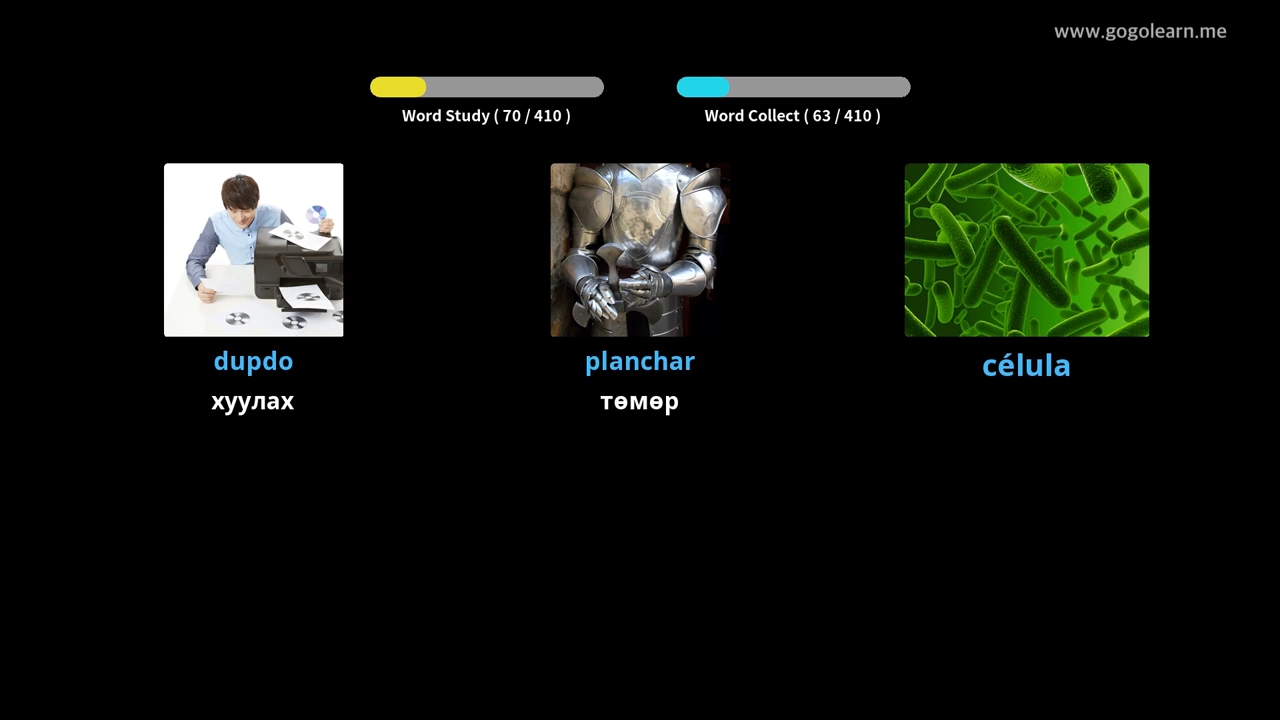 www.gogolearn.me
Word Study ( 70 / 410 )
Word Collect ( 63 / 410 )
dupdo
хуулах
planchar
төмөр
célula